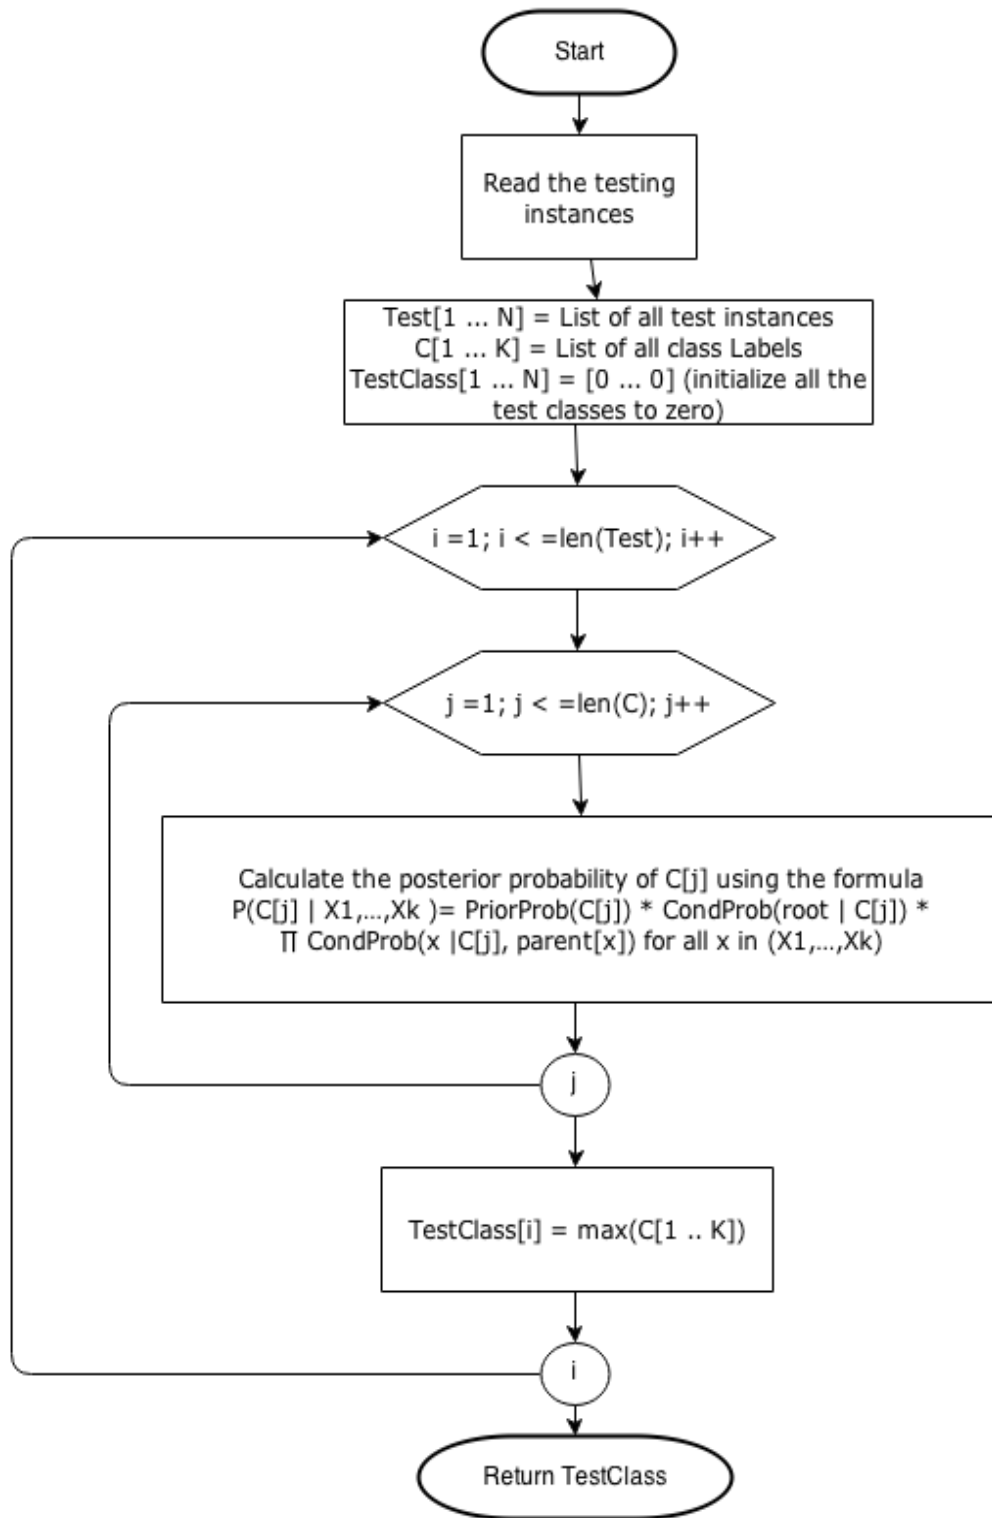 Start
Read the testing
instances
Test[1 ... N] = List of all test instances
C[1 ... K] = List of all class Labels
TestClass[1 ... N] = [0 ... 0] (initialize all the
test classes to zero)
i =1; i < =len(Test); i++
j =1; j < =len(C); j++
Calculate the posterior probability of C[j] using the formula
P(C[j] | X1,...,Xk )= PriorProb(C[j]) * CondProb(root | C[j]) *
∏ CondProb(x |C[j], parent[x]) for all x in (X1,...,Xk)
j
TestClass[i] = max(C[1 .. K])
i
Return TestClass